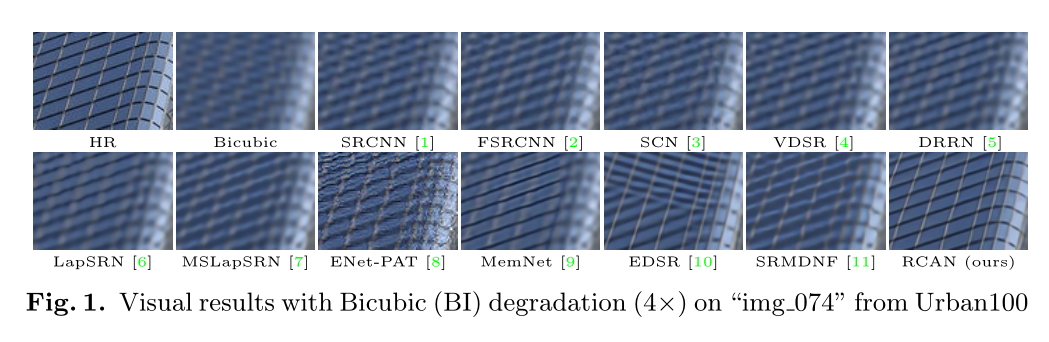 HR Bicubic SRCNN [1] FSRCNN [2] SCN [3] VDSR [4] DRRN [5]
LapSRN [6] MSLapSRN [7] ENet-PAT [8] MemNet [9] EDSR [10] SRMDNF [11] RCAN (ours)
Fig. 1. Visual results with Bicubic (BI) degradation (4×) on “img_074” from Urban100